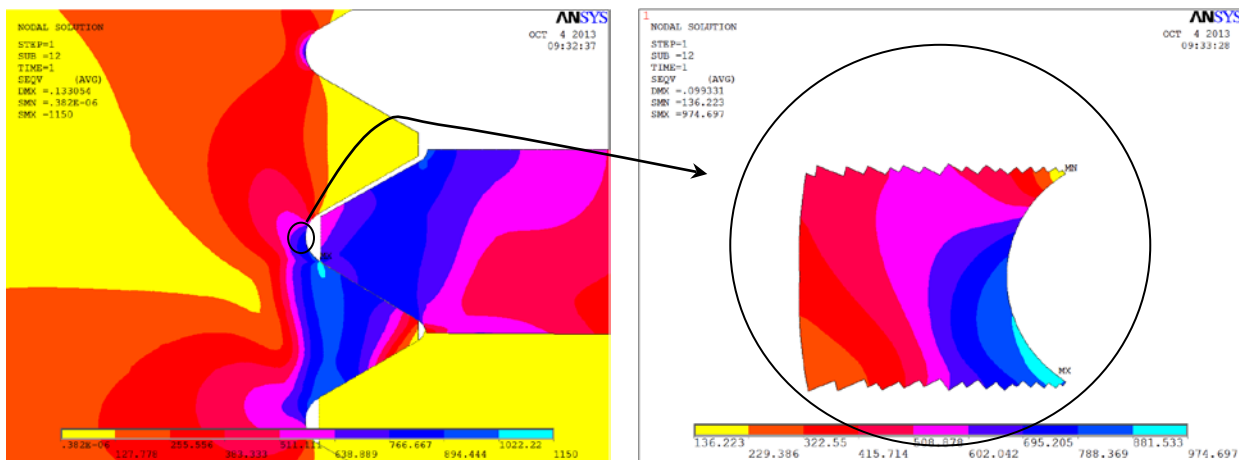 ANSYS
NODAL SOLUTION
OCT 4 2013
09:32:37
STEP=1
SUB =12
TIME=1
SEQV (AVG)
DMX =.133054
SMN =.382E-06
SMX =1150
MX
.382E-06 255.556 511.111 766.667 1022.22
127.778 383.333 638.889 894.444 1150
1
ANSYS
NODAL SOLUTION
OCT 4 2013
09:33:28
STEP=1
SUB =12
TIME=1
SEQV (AVG)
DMX =.099331
SMN =136.223
SMX =974.697
MN
MX
136.223 322.55 508.878 695.205 881.533
229.386 415.714 602.042 788.369 974.697